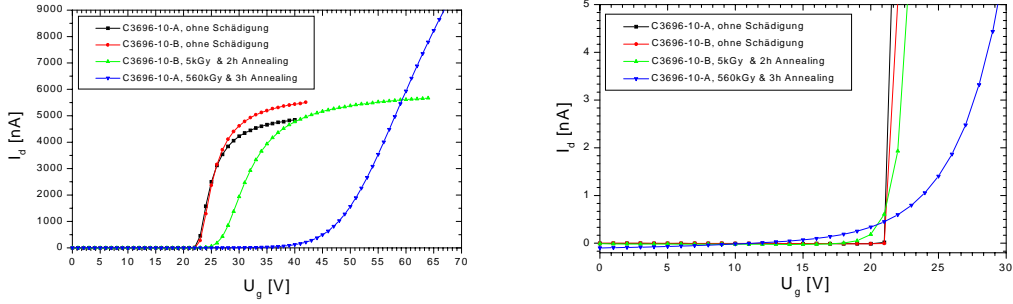 C3696-10-A, ohne Schädigung
C3696-10-B, ohne Schädigung
C3696-10-B, 5kGy & 2h Annealing
C3696-10-A, 560kGy & 3h Annealing
9000
8000
7000
6000
5000
4000
3000
2000
1000
0
I_d [nA]
0 5 10 15 20 25 30 35 40 45 50 55 60 65 70
U_g [V]
C3696-10-A, ohne Schädigung
C3696-10-B, ohne Schädigung
C3696-10-B, 5kGy & 2h Annealing
C3696-10-A, 560kGy & 3h Annealing
5
4
3
2
1
0
I_d [nA]
0 5 10 15 20 25 30
U_g [V]